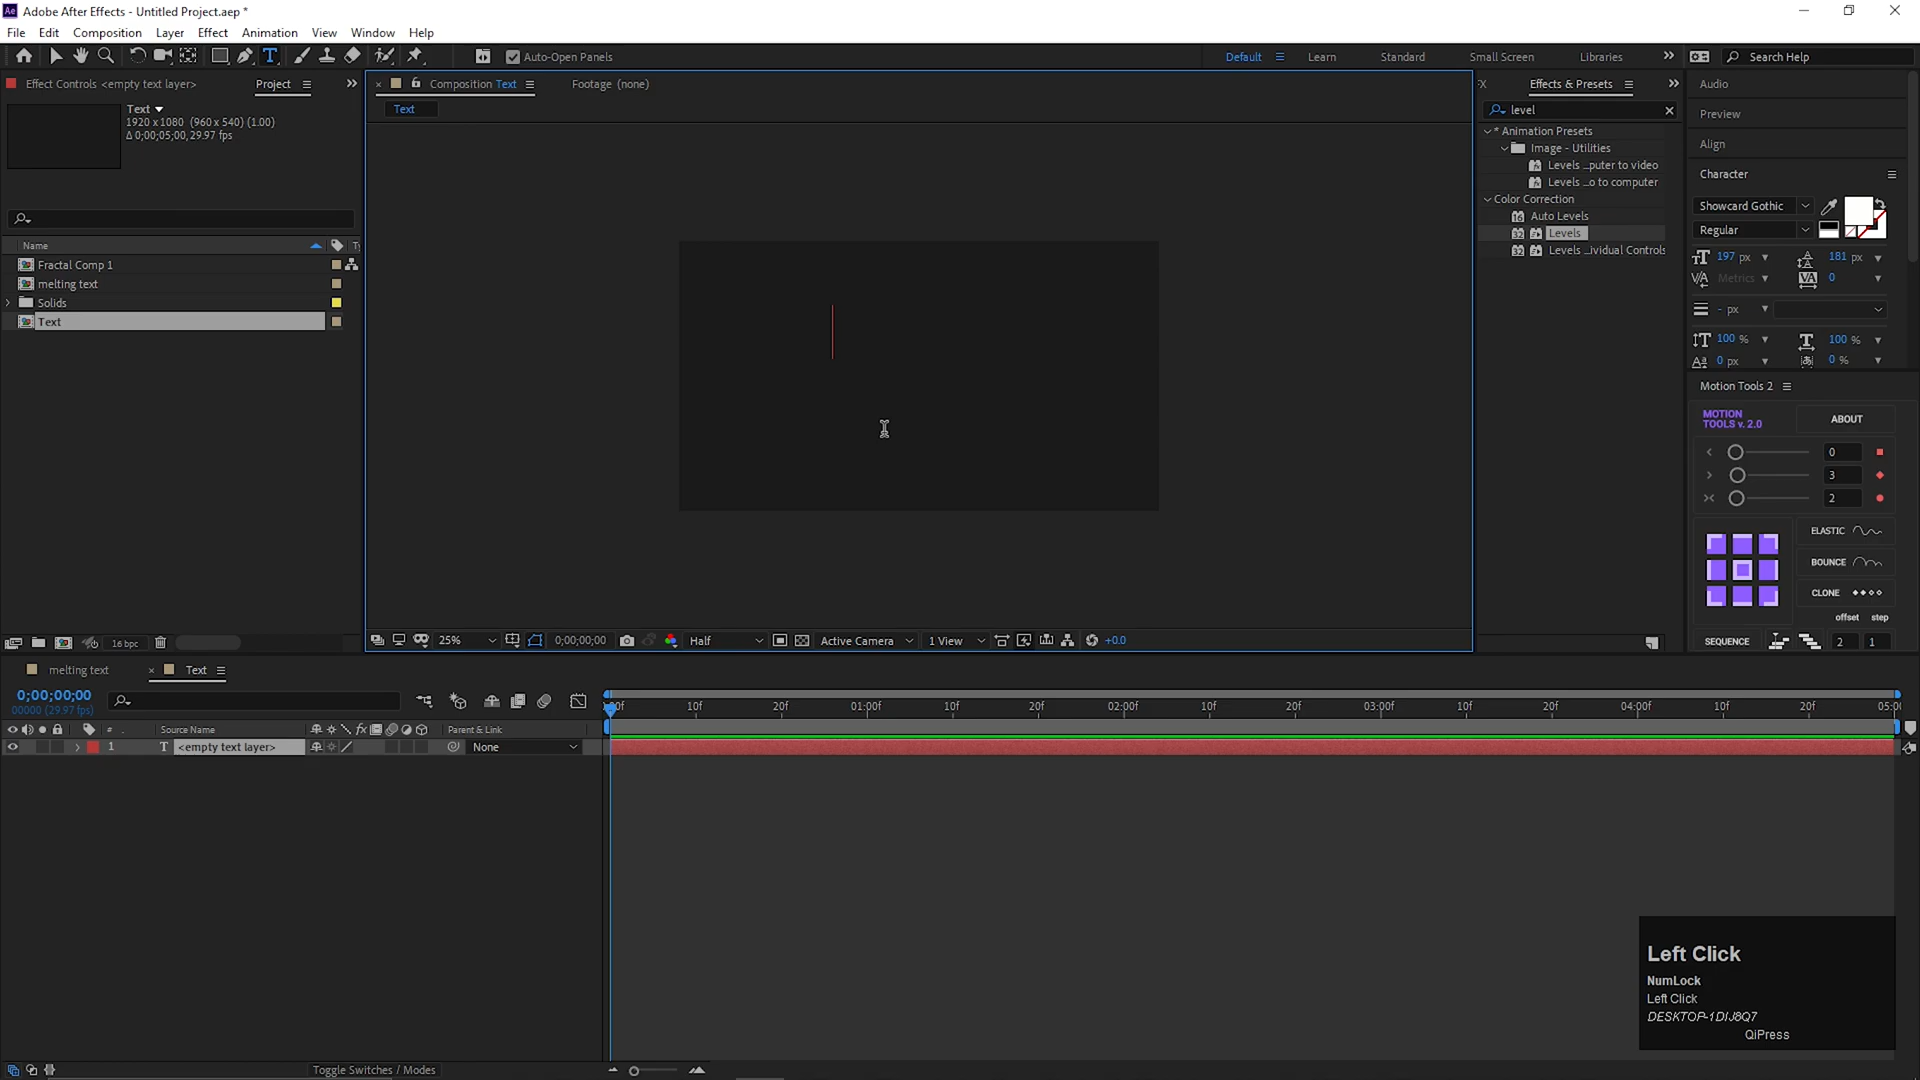 Adobe After Effects - Untitled Project.aep *
File Edit Composition Layer Effect Animation View Window Help
Auto-Open Panels
Default Learn Standard Small Screen Libraries Search Help
Effect Controls <empty text layer> Project
Text
1920 x 1080 (960 x 540) (1.00)
Δ 0;00;05;00, 29.97 fps
Name
Fractal Comp 1
melting text
Solids
Text
16 bpc
Composition Text
Footage (none)
Text
25%
0;00;00;00
Half
Active Camera
1 View
+0.0
Effects & Presets
level
* Animation Presets
Image - Utilities
Levels ...puter to video
Levels ...o to computer
Color Correction
Auto Levels
Levels
Levels ...ividual Controls
Audio
Preview
Align
Character
Showcard Gothic
Regular
197 px 181 px
Metrics 0
- px
100 % 100 %
0 px 0 %
Motion Tools 2
MOTION
TOOLS v. 2.0
ABOUT
0
3
2
ELASTIC
BOUNCE
CLONE
offset step
SEQUENCE 2 1
melting text Text
0;00;00;00
00000 (29.97 fps)
# Source Name Parent & Link
1 T <empty text layer> None
10f 20f 01:00f 10f 20f 02:00f 10f 20f 03:00f 10f 20f 04:00f 10f 20f
Toggle Switches / Modes
Left Click
NumLock
Left Click
DESKTOP-1DIJ8Q7
QiPress